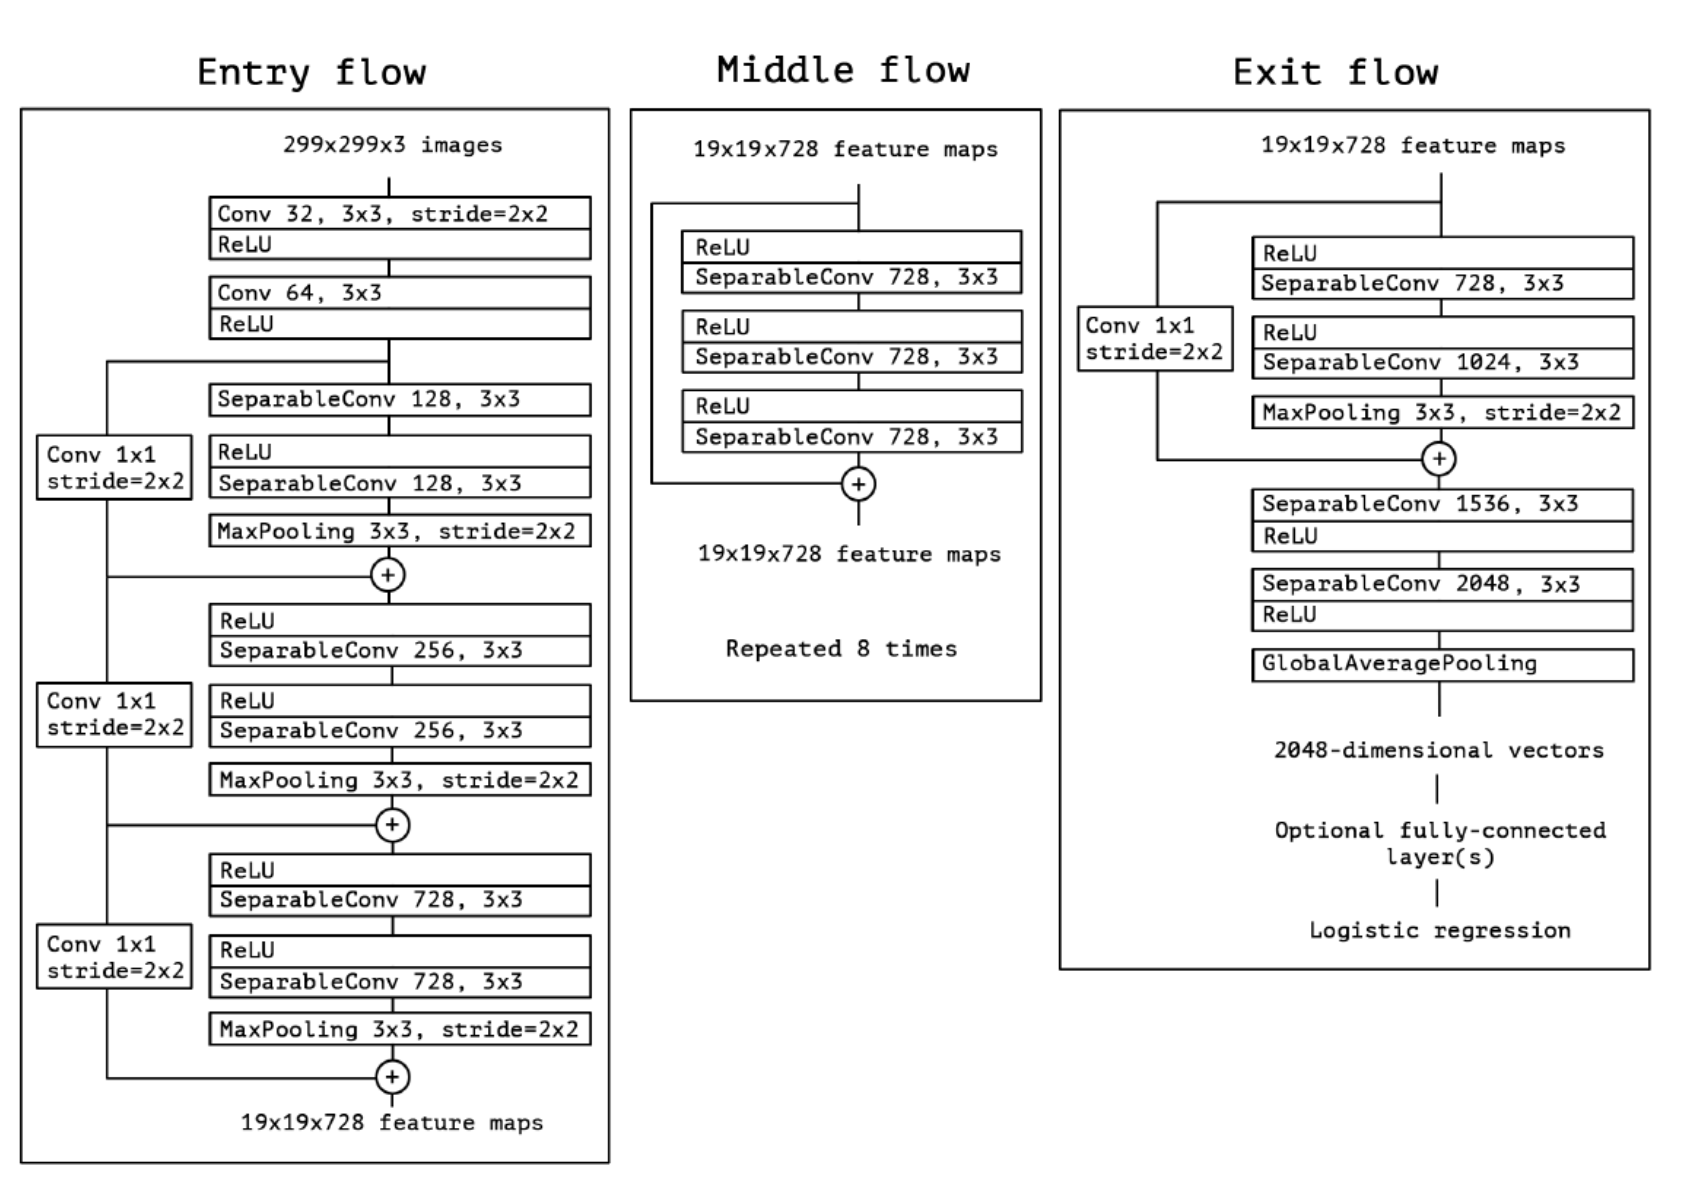 Entry flow
299x299x3 images
Conv 32, 3x3, stride=2x2
ReLU
Conv 64, 3x3
ReLU
SeparableConv 128, 3x3
Conv 1x1
stride=2x2
ReLU
SeparableConv 128, 3x3
MaxPooling 3x3, stride=2x2
+
ReLU
SeparableConv 256, 3x3
Conv 1x1
stride=2x2
ReLU
SeparableConv 256, 3x3
MaxPooling 3x3, stride=2x2
+
ReLU
SeparableConv 728, 3x3
Conv 1x1
stride=2x2
ReLU
SeparableConv 728, 3x3
MaxPooling 3x3, stride=2x2
+
19x19x728 feature maps
Middle flow
19x19x728 feature maps
ReLU
SeparableConv 728, 3x3
ReLU
SeparableConv 728, 3x3
ReLU
SeparableConv 728, 3x3
+
19x19x728 feature maps
Repeated 8 times
Exit flow
19x19x728 feature maps
ReLU
SeparableConv 728, 3x3
Conv 1x1
stride=2x2
ReLU
SeparableConv 1024, 3x3
MaxPooling 3x3, stride=2x2
+
SeparableConv 1536, 3x3
ReLU
SeparableConv 2048, 3x3
ReLU
GlobalAveragePooling
2048-dimensional vectors
Optional fully-connected
layer(s)
Logistic regression